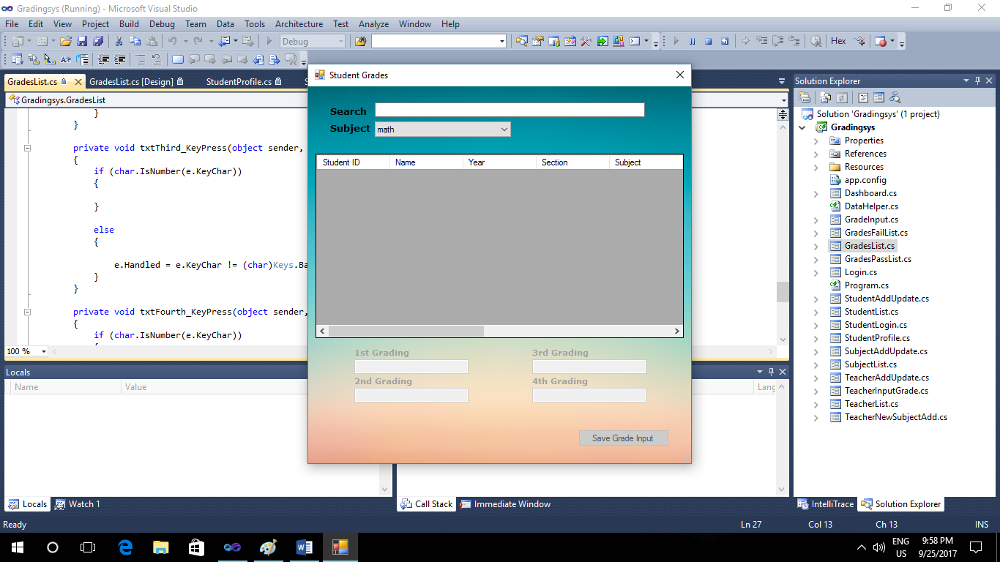 Gradingsys (Running) - Microsoft Visual Studio
File Edit View Project Build Debug Team Data Tools Architecture Test Analyze Window Help
Debug
Hex
GradesList.cs
GradesList.cs [Design]
StudentProfile.cs
Gradingsys.GradesList
}
}
private void txtThird_KeyPress(object sender,
{
if (char.IsNumber(e.KeyChar))
{
}
else
{
e.Handled = e.KeyChar != (char)Keys.Ba
}
}
private void txtFourth_KeyPress(object sender,
{
if (char.IsNumber(e.KeyChar))
100 %
Student Grades
Search
Subject math
Student ID Name Year Section Subject
1st Grading 3rd Grading
2nd Grading 4th Grading
Save Grade Input
Solution Explorer
Solution 'Gradingsys' (1 project)
Gradingsys
Properties
References
Resources
app.config
Dashboard.cs
DataHelper.cs
GradeInput.cs
GradesFailList.cs
GradesList.cs
GradesPassList.cs
Login.cs
Program.cs
StudentAddUpdate.cs
StudentList.cs
StudentLogin.cs
StudentProfile.cs
SubjectAddUpdate.cs
SubjectList.cs
TeacherAddUpdate.cs
TeacherInputGrade.cs
TeacherList.cs
TeacherNewSubjectAdd.cs
Locals
Name Value
Lang
Locals Watch 1
Call Stack Immediate Window
IntelliTrace Solution Explorer
Ready Ln 27 Col 13 Ch 13 INS
ENG
US
9:58 PM
9/25/2017